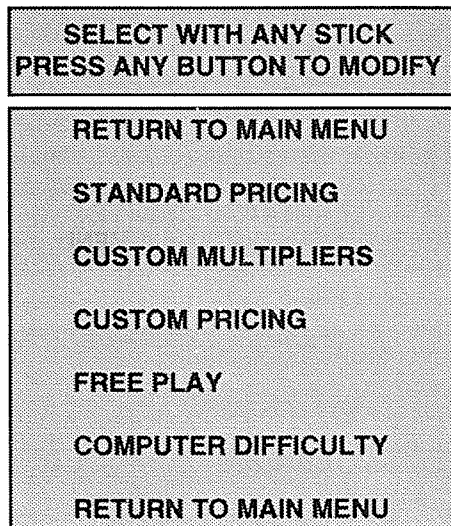 SELECT WITH ANY STICK
PRESS ANY BUTTON TO MODIFY
RETURN TO MAIN MENU
STANDARD PRICING
CUSTOM MULTIPLIERS
CUSTOM PRICING
FREE PLAY
COMPUTER DIFFICULTY
RETURN TO MAIN MENU